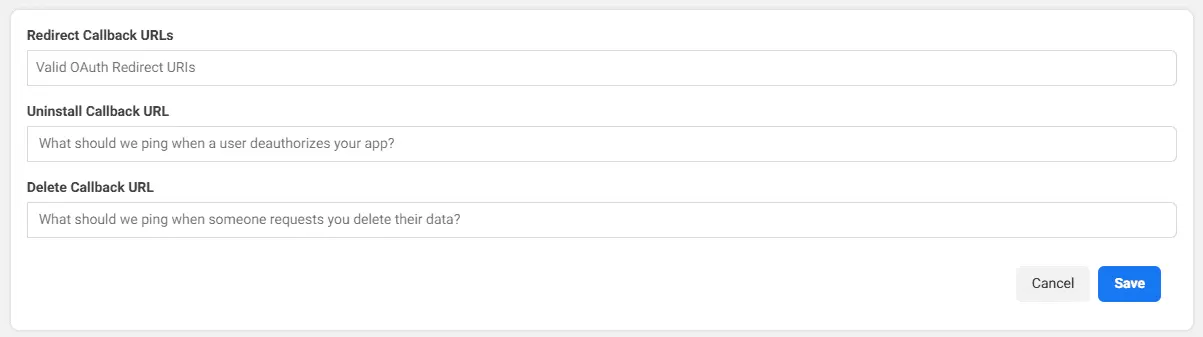 Redirect Callback URLs
Valid OAuth Redirect URIs
Uninstall Callback URL
What should we ping when a user deauthorizes your app?
Delete Callback URL
What should we ping when someone requests you delete their data?
Cancel Save